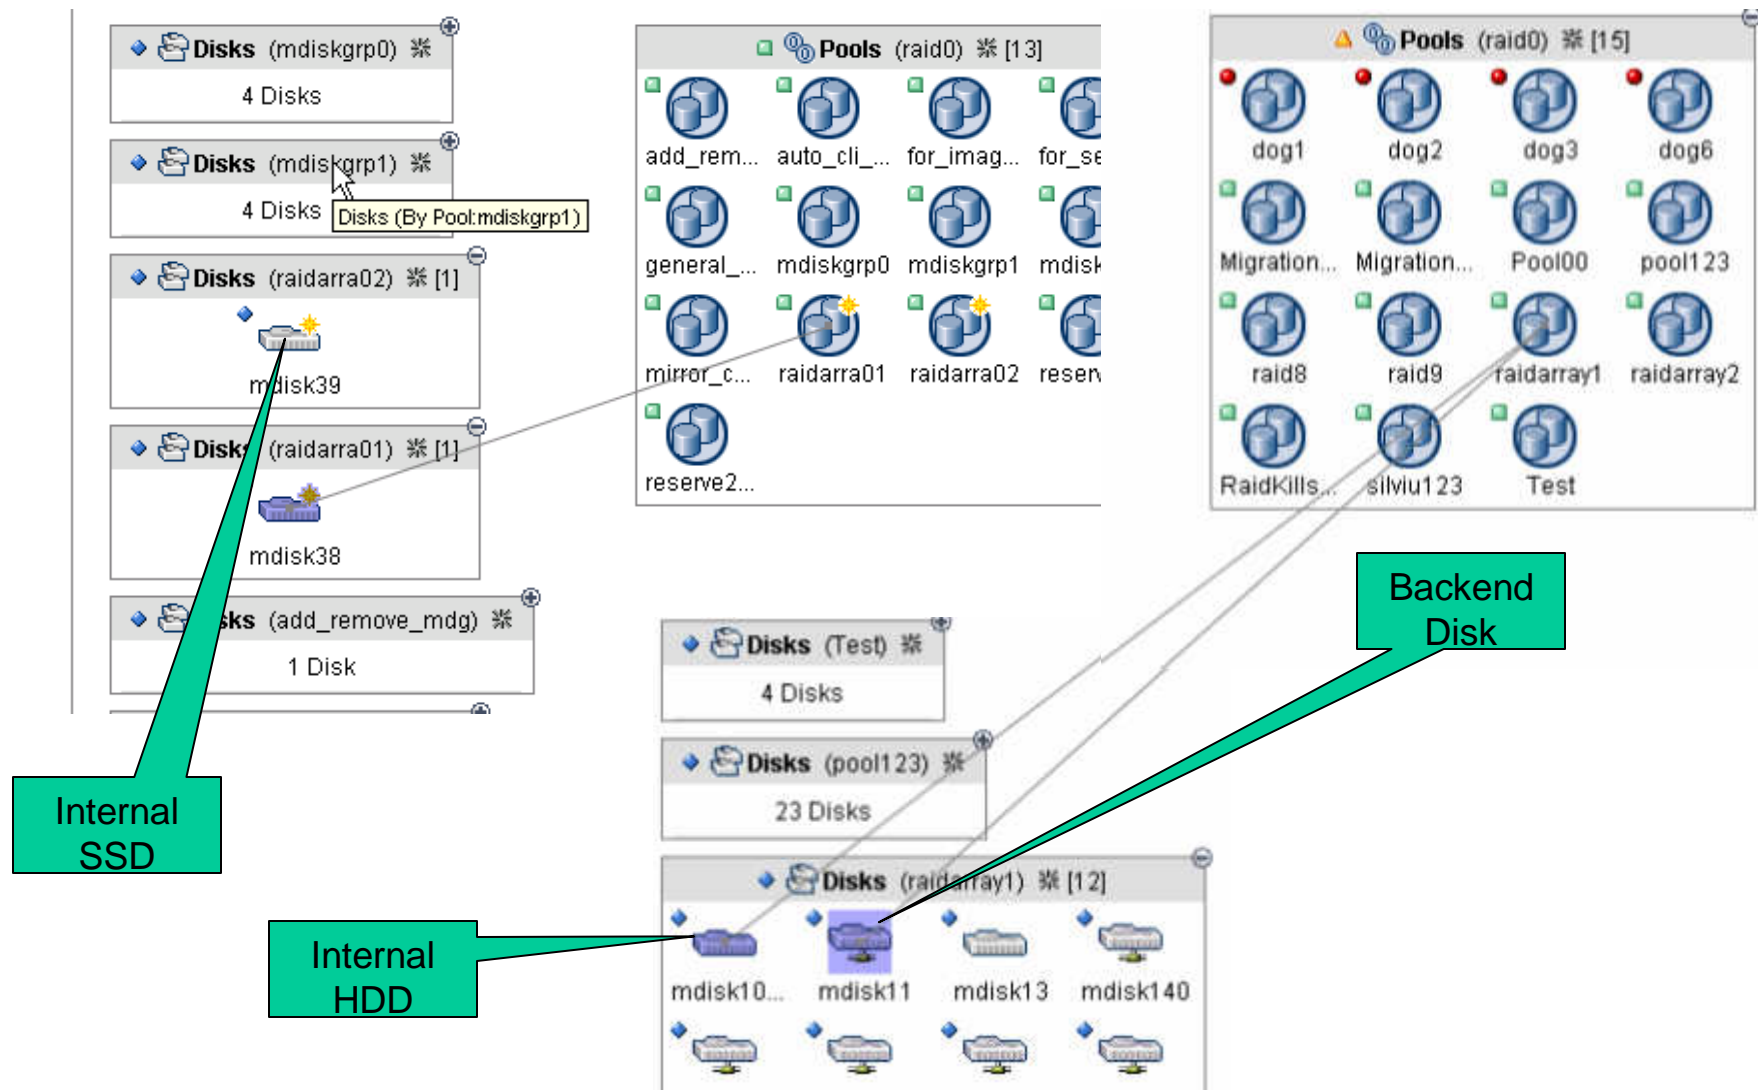 Disks (mdiskgrp0)
4 Disks
Disks (mdiskgrp1)
4 Disks
Disks (By Pool:mdiskgrp1)
Disks (raidarra02) [1]
mdisk39
Disks (raidarra01) [1]
mdisk38
Disks (add_remove_mdg)
1 Disk
Internal
SSD
Pools (raid0) [13]
add_rem... auto_cli_... for_imag... for_se
general_... mdiskgrp0 mdiskgrp1 mdisk
mirror_c... raidarra01 raidarra02 reserv
reserve2...
Pools (raid0) [15]
dog1 dog2 dog3 dog6
Migration... Migration... Pool00 pool123
raid8 raid9 raidarray1 raidarray2
RaidKills... silviu123 Test
Backend
Disk
Disks (Test)
4 Disks
Disks (pool123)
23 Disks
Disks (raidarray1) [12]
mdisk10... mdisk11 mdisk13 mdisk140
Internal
HDD